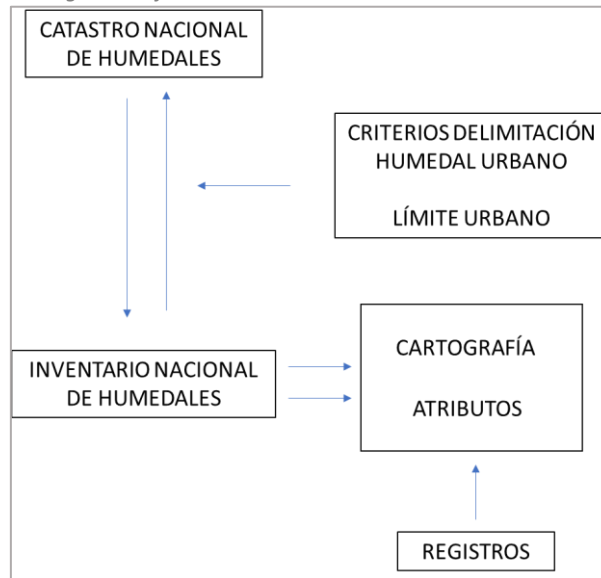 CATASTRO NACIONAL
DE HUMEDALES
CRITERIOS DELIMITACIÓN
HUMEDAL URBANO
LÍMITE URBANO
INVENTARIO NACIONAL
DE HUMEDALES
CARTOGRAFÍA
ATRIBUTOS
REGISTROS